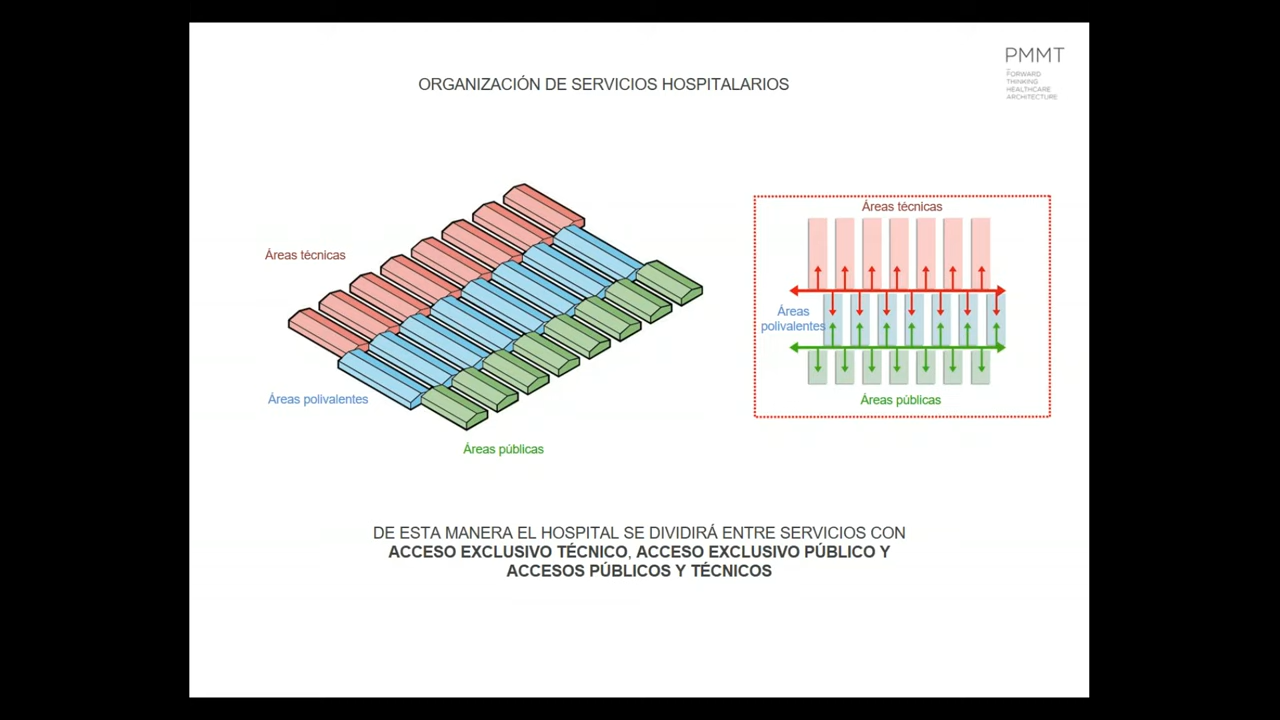 ORGANIZACIÓN DE SERVICIOS HOSPITALARIOS
PMMT
FORWARD
THINKING
HEALTHCARE
ARCHITECTURE
Áreas técnicas
Áreas polivalentes
Áreas públicas
Áreas técnicas
Áreas
polivalentes
Áreas públicas
DE ESTA MANERA EL HOSPITAL SE DIVIDIRÁ ENTRE SERVICIOS CON
ACCESO EXCLUSIVO TÉCNICO, ACCESO EXCLUSIVO PÚBLICO Y
ACCESOS PÚBLICOS Y TÉCNICOS